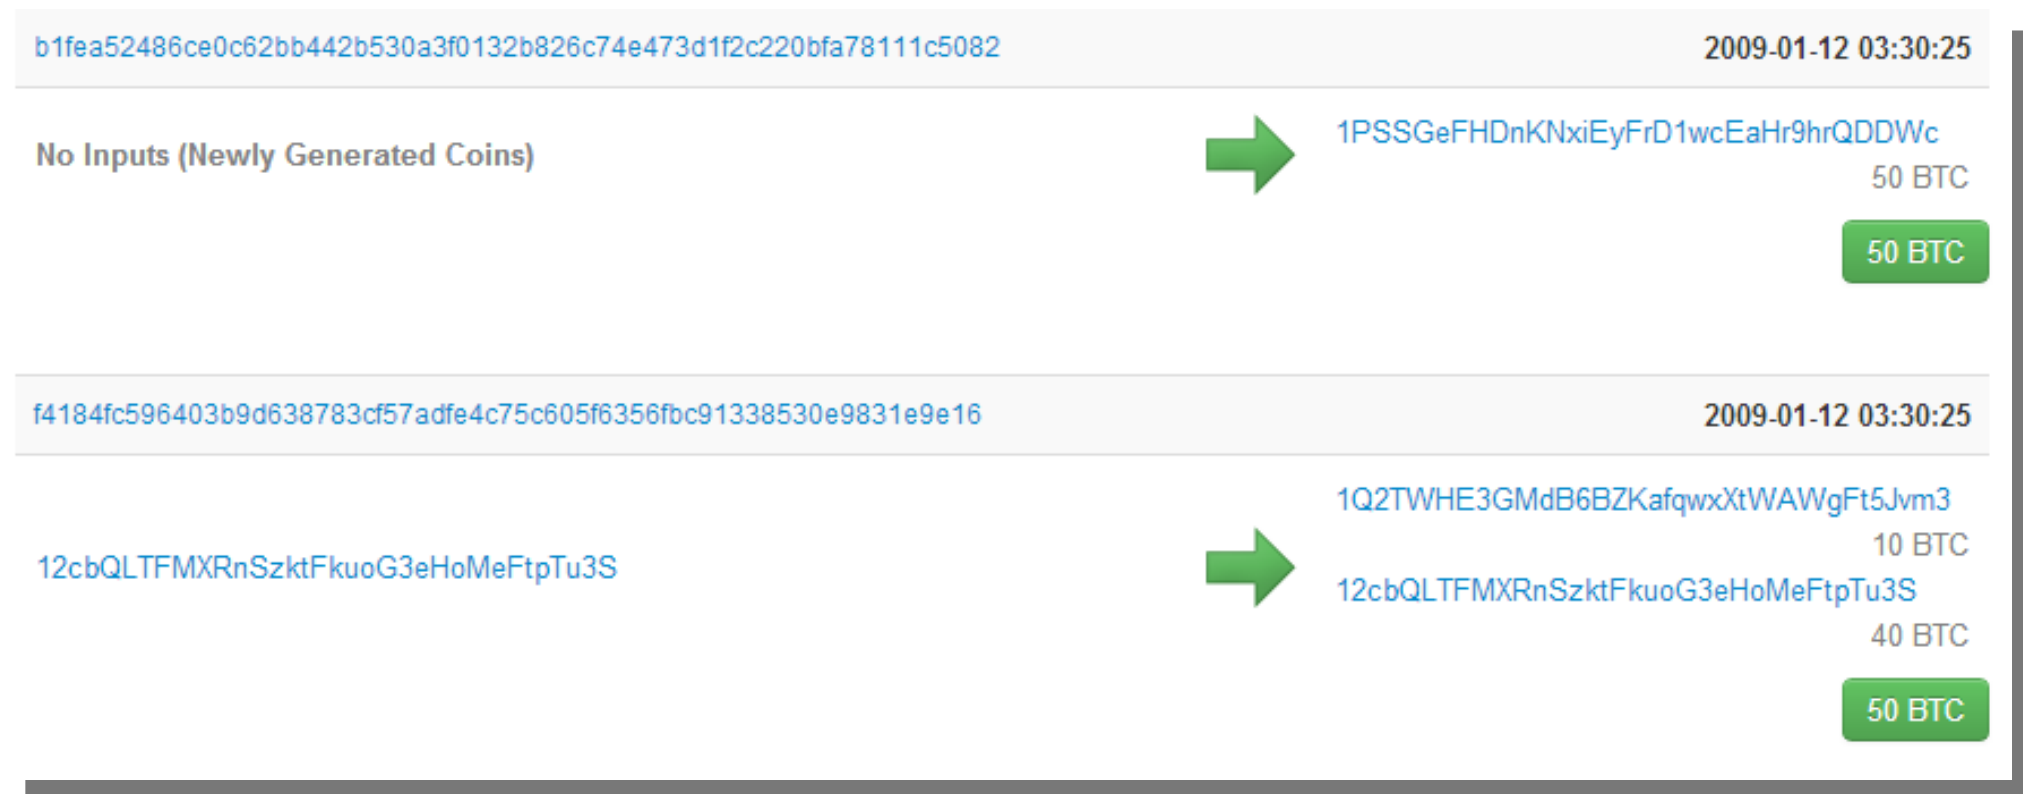 b1fea52486ce0c62bb442b530a3f0132b826c74e473d1f2c220bfa78111c5082 2009-01-12 03:30:25
No Inputs (Newly Generated Coins)
1PSSGeFHDnKNxiEyFrD1wcEaHr9hrQDDWc
50 BTC
50 BTC
f4184fc596403b9d638783cf57adfe4c75c605f6356fbc91338530e9831e9e16 2009-01-12 03:30:25
12cbQLTFMXRnSzktFkuoG3eHoMeFtpTu3S
1Q2TWHE3GMdB6BZKafqwxXtWAWgFt5Jvm3
10 BTC
12cbQLTFMXRnSzktFkuoG3eHoMeFtpTu3S
40 BTC
50 BTC